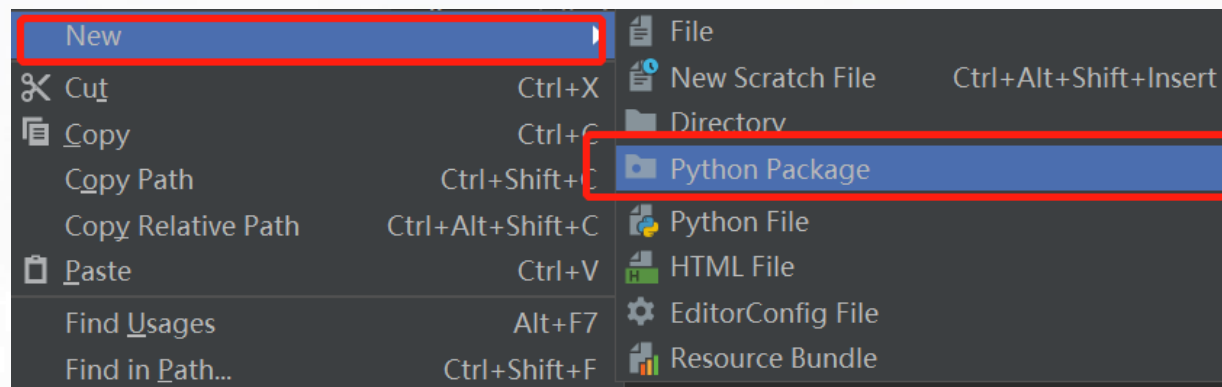 New
Cut Ctrl+X
Copy Ctrl+C
Copy Path Ctrl+Shift+C
Copy Relative Path Ctrl+Alt+Shift+C
Paste Ctrl+V
Find Usages Alt+F7
Find in Path... Ctrl+Shift+F
File
New Scratch File Ctrl+Alt+Shift+Insert
Directory
Python Package
Python File
HTML File
EditorConfig File
Resource Bundle